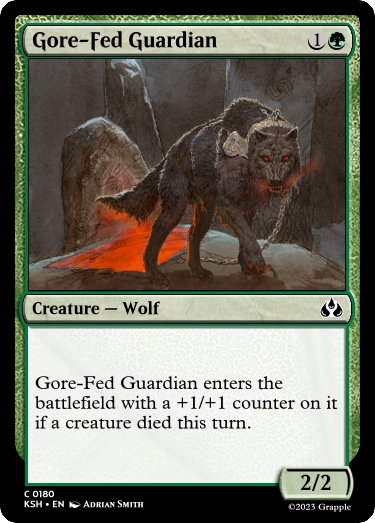 Gore-Fed Guardian 1
Creature — Wolf
Gore-Fed Guardian enters the
battlefield with a +1/+1 counter on it
if a creature died this turn.
2/2
C 0180
KSH • EN Adrian Smith
©2023 Grapple